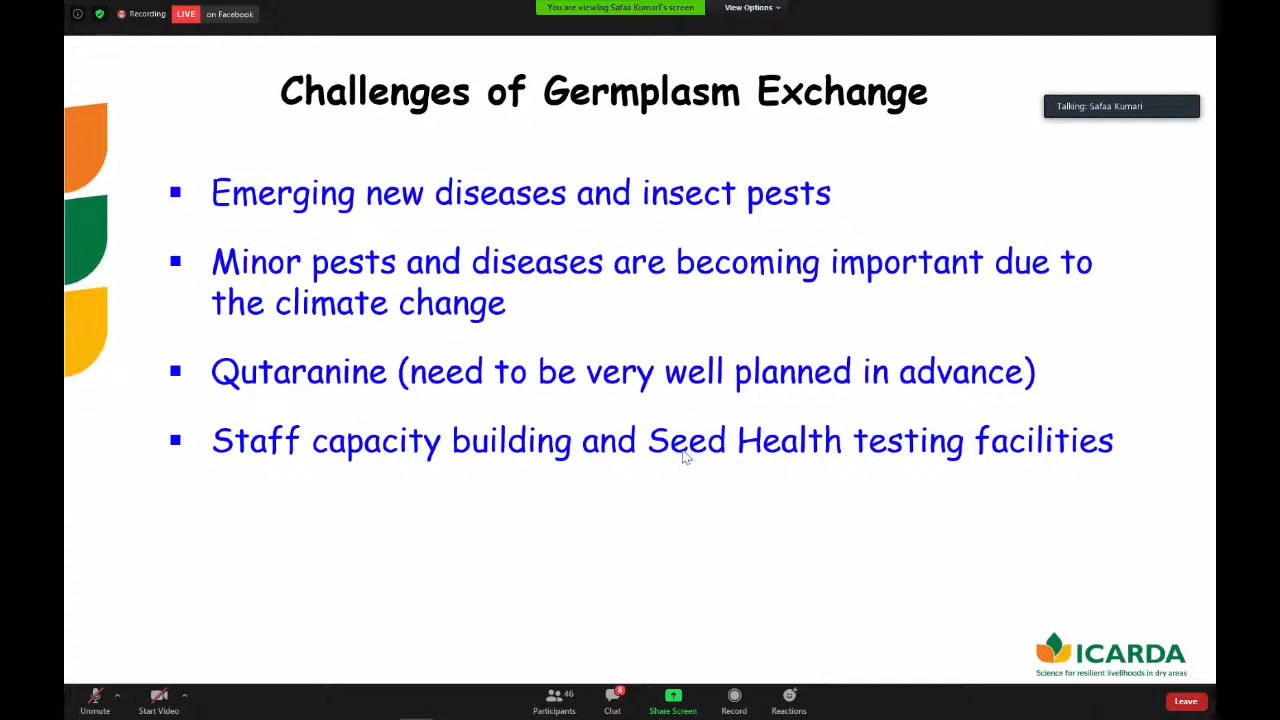 Recording
LIVE
on Facebook
You are viewing Safaa Kumari's screen
View Options
Challenges of Germplasm Exchange
Talking: Safaa Kumari
Emerging new diseases and insect pests
Minor pests and diseases are becoming important due to
the climate change
Qutaranine (need to be very well planned in advance)
Staff capacity building and Seed Health testing facilities
ICARDA
Science for resilient livelihoods in dry areas
Unmute
Start Video
46
Participants
8
Chat
Share Screen
Record
Reactions
Leave